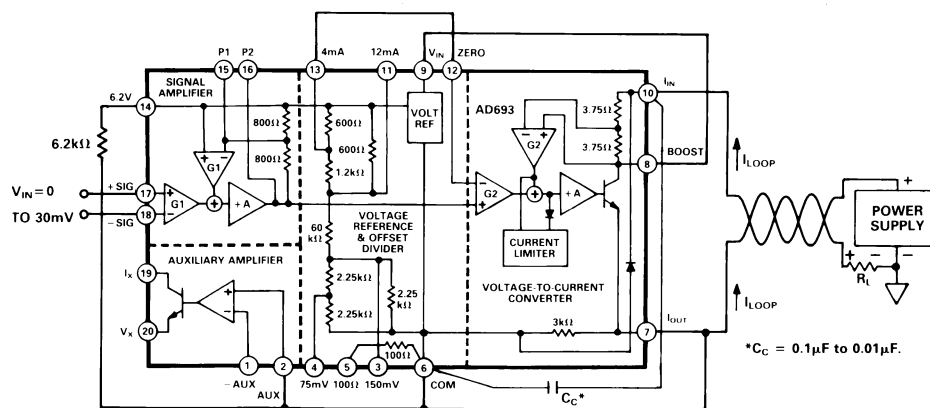 P1 P2 4mA 12mA VIN ZERO
15 16 13 11 9 12
SIGNAL AMPLIFIER
6.2V
14
6.2kΩ
800Ω
800Ω
600Ω
600Ω
1.2kΩ
VOLT REF
AD693
3.75Ω
3.75Ω
IIN
10
8
BOOST
ILOOP
+ -
G1
- +
G2
VIN = 0
TO 30mV
+ SIG
- SIG
17
18
+
-
G1
+
+ A
-
+
G2
+
+ A
CURRENT LIMITER
60 kΩ
VOLTAGE REFERENCE & OFFSET DIVIDER
VOLTAGE-TO-CURRENT CONVERTER
POWER SUPPLY
+
-
+ -
RL
AUXILIARY AMPLIFIER
IX
19
VX
20
+
-
2.25kΩ
2.25kΩ
2.25 kΩ
3kΩ
IOUT
7
ILOOP
100Ω
1 2 4 5 3 6
- AUX
AUX
75mV 100Ω 150mV COM
CC*
*CC = 0.1μF to 0.01μF.